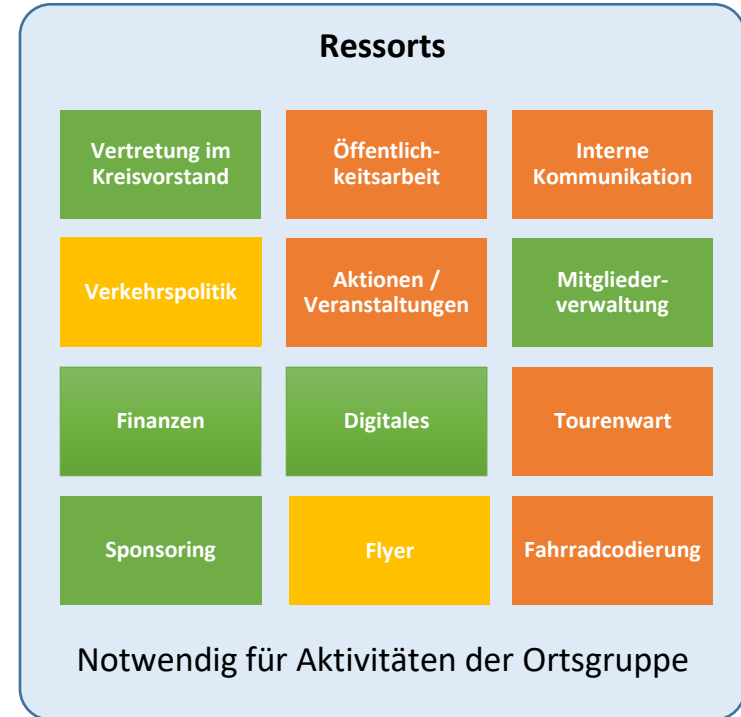 Ressorts
Vertretung im
Kreisvorstand
Öffentlich-
keitsarbeit
Interne
Kommunikation
Verkehrspolitik
Aktionen /
Veranstaltungen
Mitglieder-
verwaltung
Finanzen
Digitales
Tourenwart
Sponsoring
Flyer
Fahrradcodierung
Notwendig für Aktivitäten der Ortsgruppe